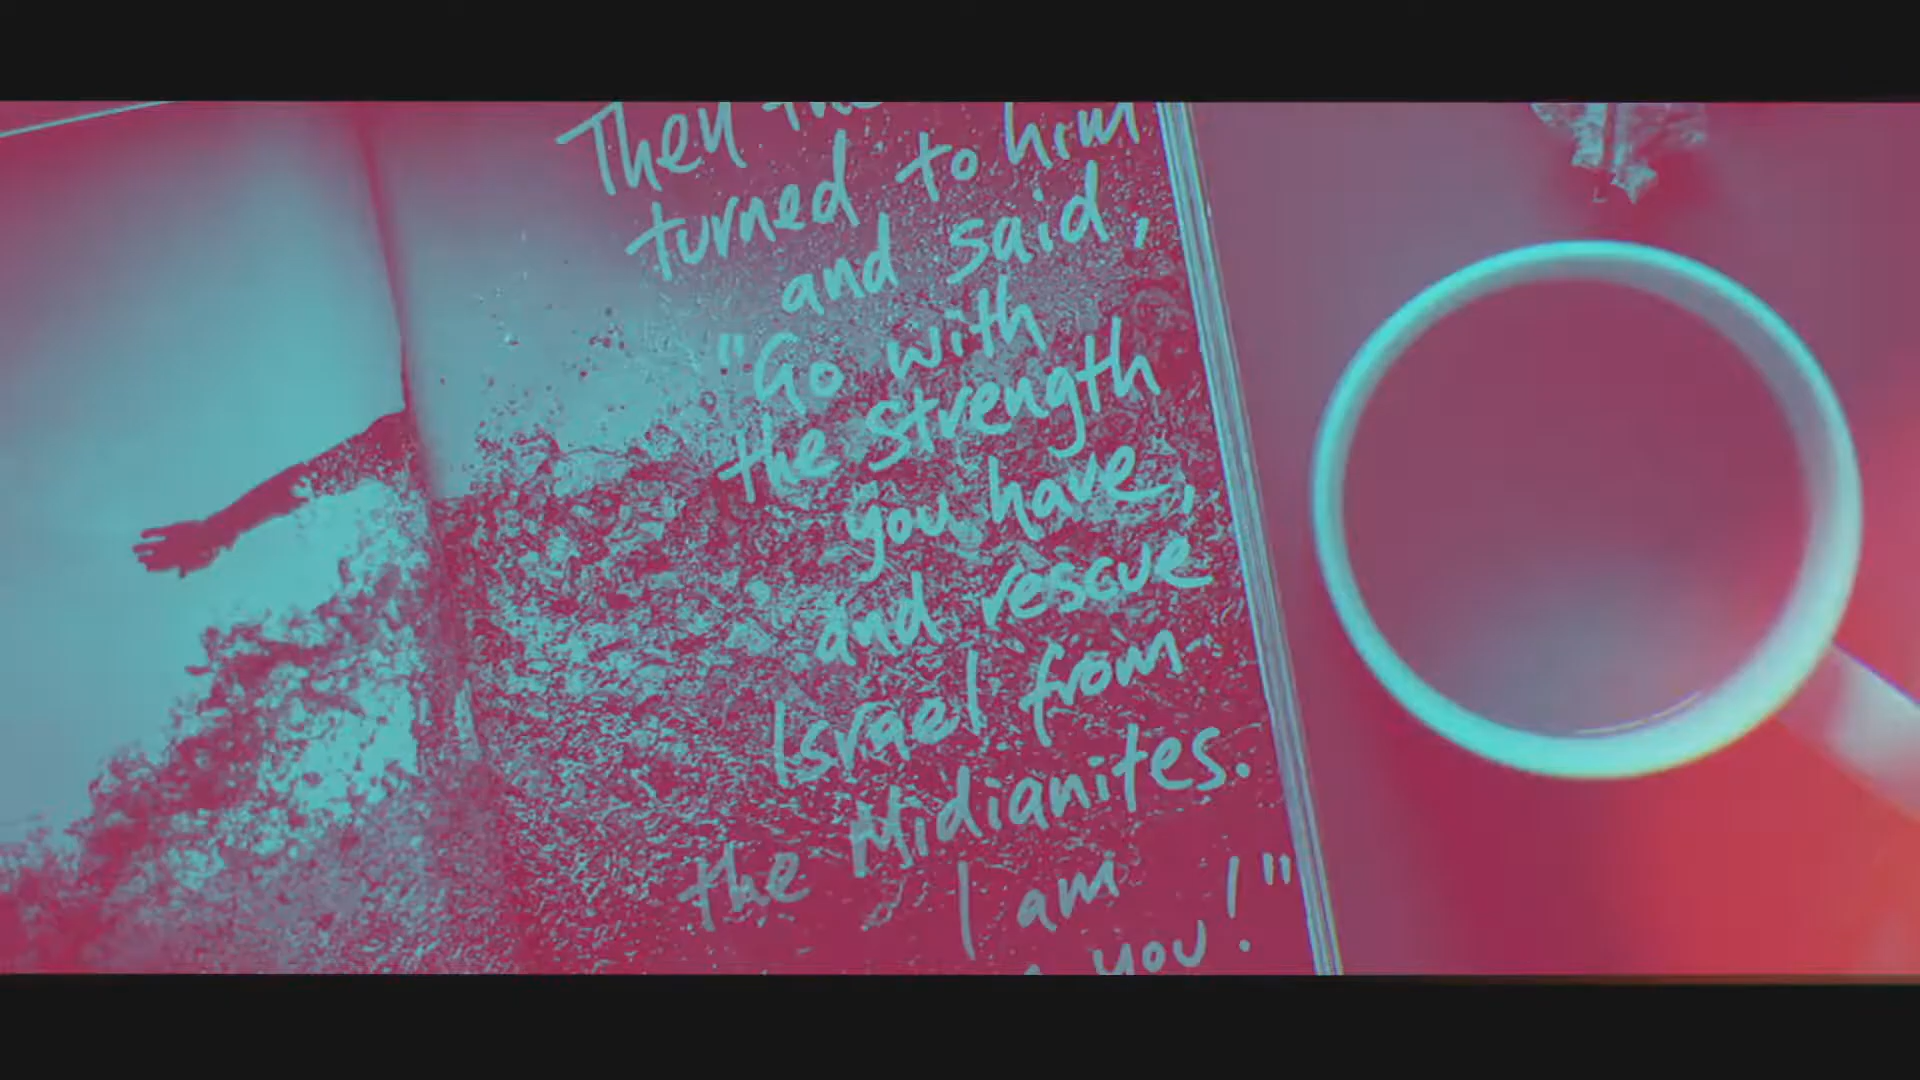 Then the
turned to him
and said,
"Go with
the strength
you have,
and rescue
Israel from
the Midianites.
I am
you!"